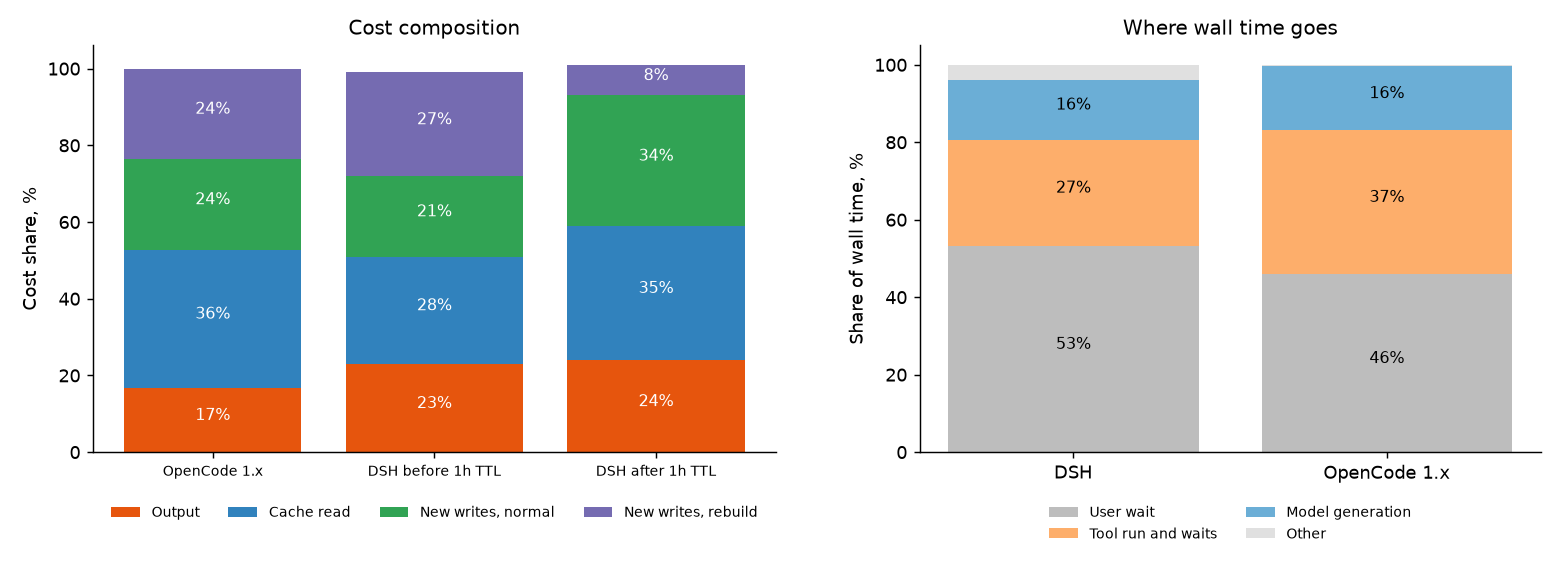 Cost composition
Cost share, %
100
80
60
40
20
0
24%
24%
36%
17%
27%
21%
28%
23%
8%
34%
35%
24%
OpenCode 1.x
DSH before 1h TTL
DSH after 1h TTL
Output
Cache read
New writes, normal
New writes, rebuild
Where wall time goes
Share of wall time, %
100
80
60
40
20
0
16%
27%
53%
16%
37%
46%
DSH
OpenCode 1.x
User wait
Tool run and waits
Model generation
Other